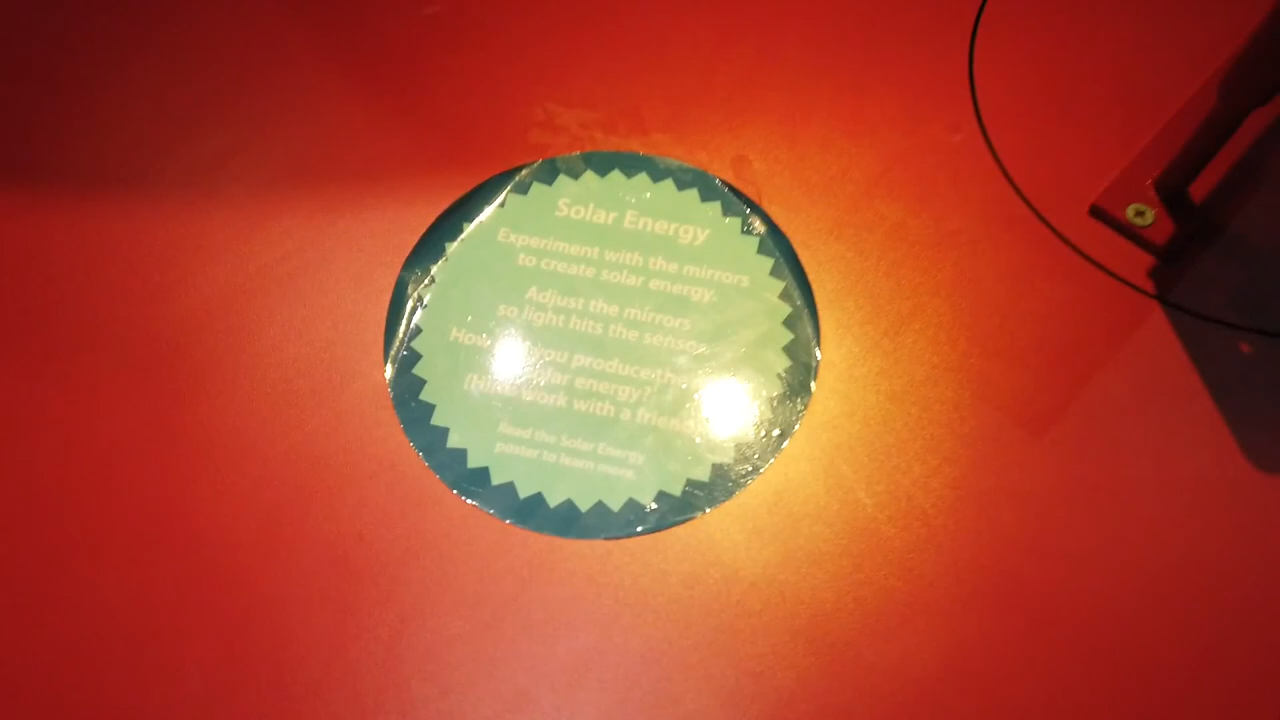 Solar Energy
Experiment with the mirrors
to create solar energy.
Adjust the mirrors
so light hits the sensor
How you produce the
solar energy?
(Hint: Work with a friend
Read the Solar Energy
poster to learn more.